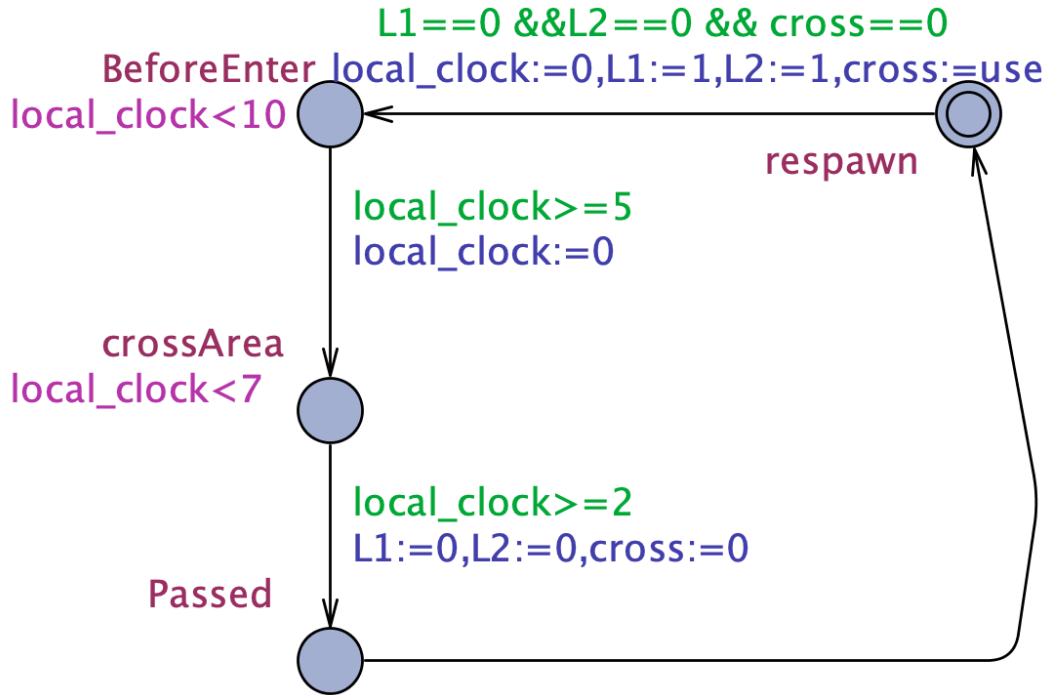 L1==0 &&L2==0 && cross==0
BeforeEnter local_clock:=0,L1:=1,L2:=1,cross:=use
local_clock<10
respawn
local_clock>=5
local_clock:=0
crossArea
local_clock<7
local_clock>=2
L1:=0,L2:=0,cross:=0
Passed